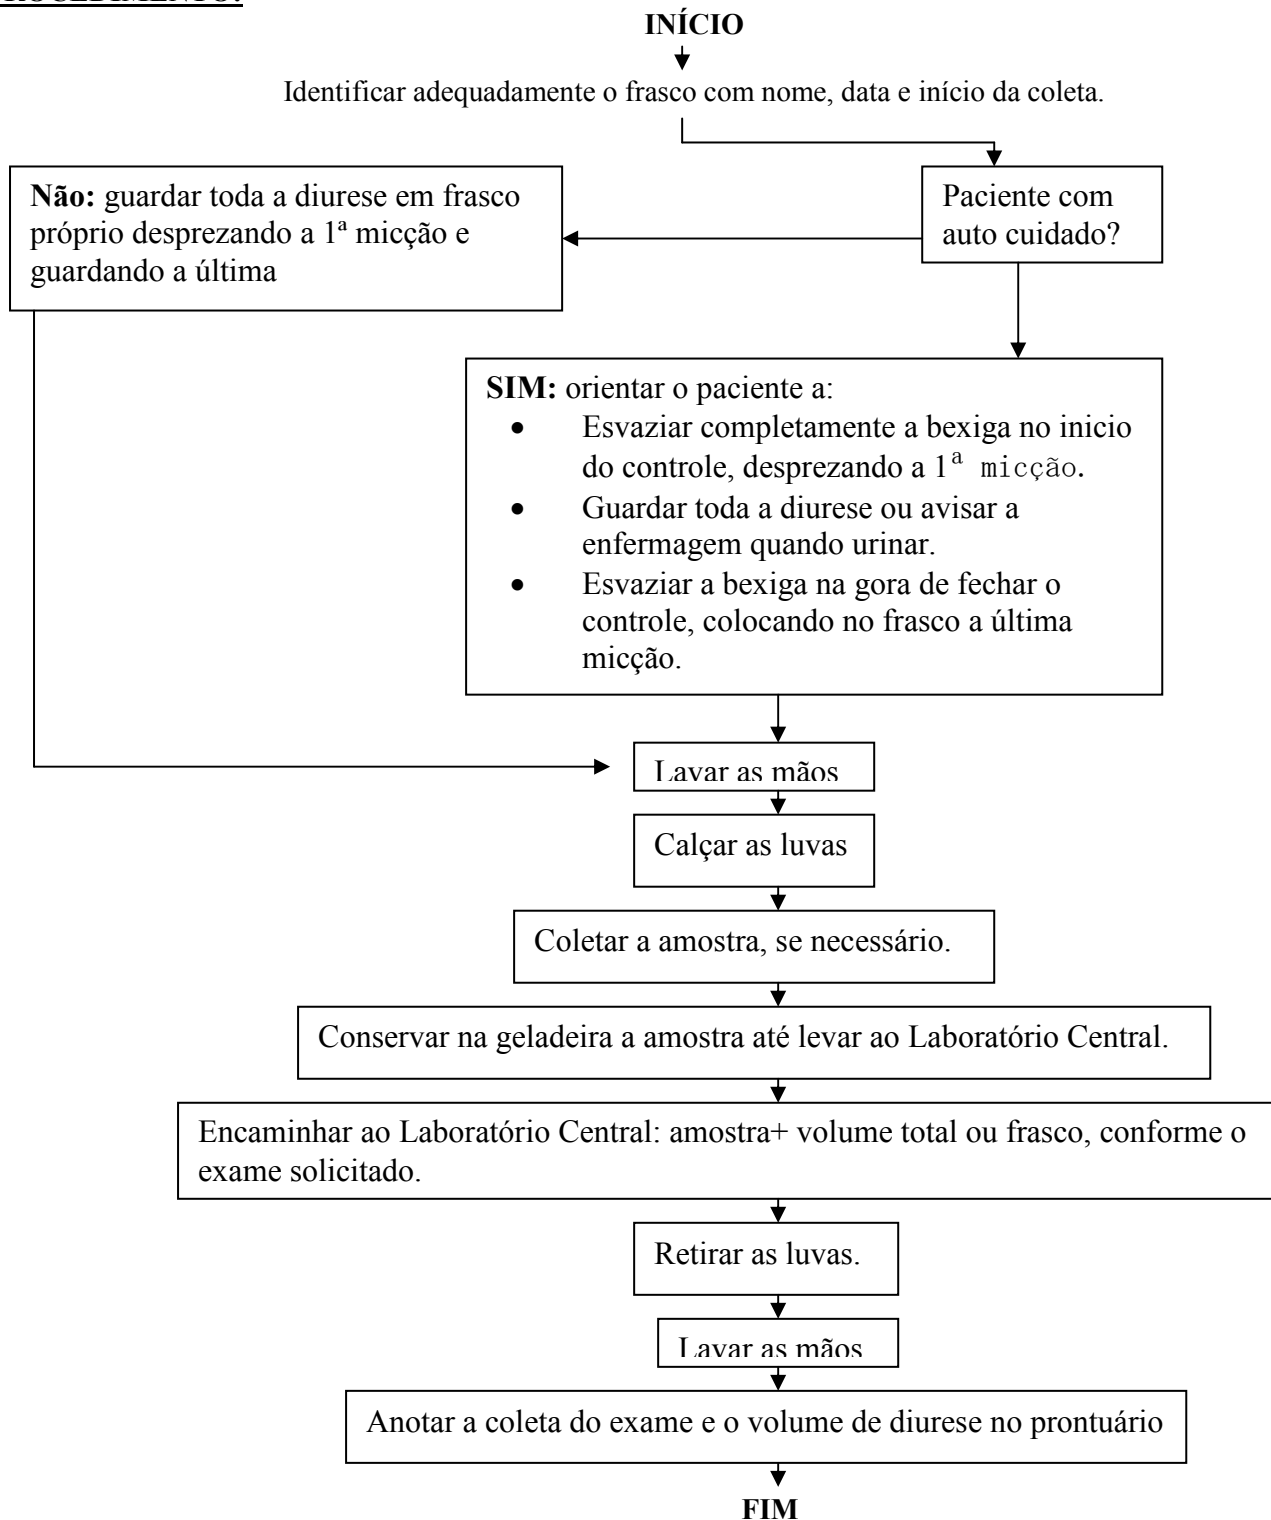 INÍCIO
Identificar adequadamente o frasco com nome, data e início da coleta.
Paciente com
auto cuidado?
Não: guardar toda a diurese em frasco
próprio desprezando a 1ª micção e
guardando a última
SIM: orientar o paciente a:
• Esvaziar completamente a bexiga no inicio
do controle, desprezando a 1ª micção.
• Guardar toda a diurese ou avisar a
enfermagem quando urinar.
• Esvaziar a bexiga na gora de fechar o
controle, colocando no frasco a última
micção.
Lavar as mãos
Calçar as luvas
Coletar a amostra, se necessário.
Conservar na geladeira a amostra até levar ao Laboratório Central.
Encaminhar ao Laboratório Central: amostra+ volume total ou frasco, conforme o
exame solicitado.
Retirar as luvas.
Lavar as mãos
Anotar a coleta do exame e o volume de diurese no prontuário
FIM